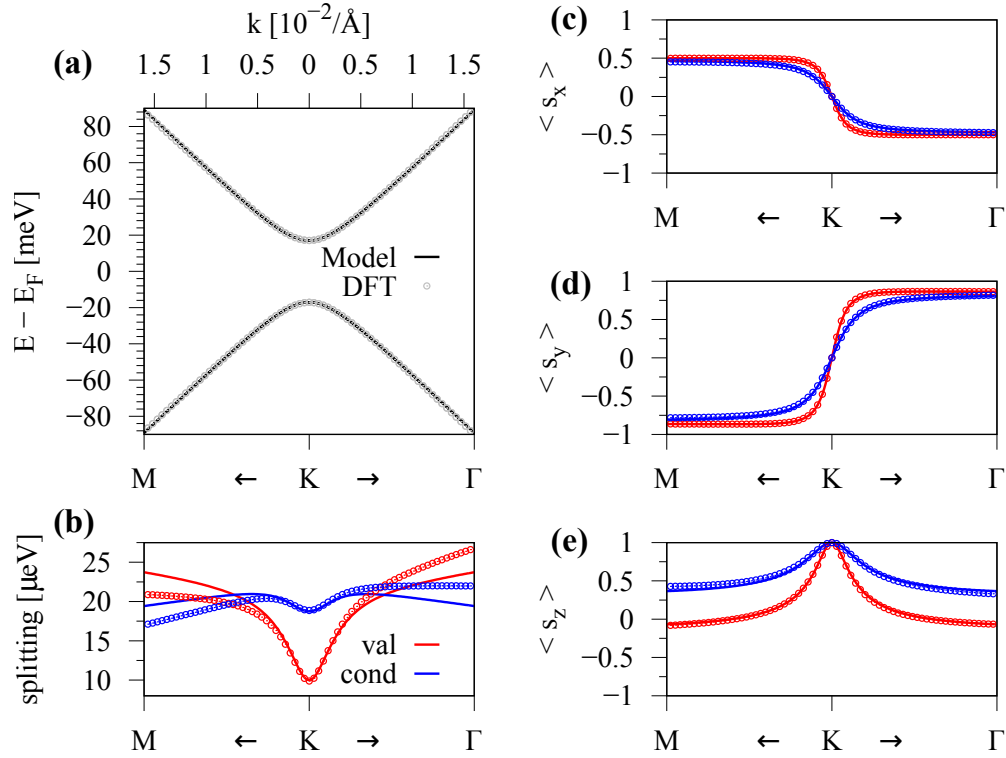 k [10⁻²/Å]
(a)
1.5 1 0.5 0 0.5 1 1.5
E − E_F [meV]
80
60
40
20
0
−20
−40
−60
−80
Model
DFT
M ← K → Γ
(b)
splitting [μeV]
25
20
15
10
val
cond
M ← K → Γ
(c)
< s_x >
1
0.5
0
−0.5
−1
M ← K → Γ
(d)
< s_y >
1
0.5
0
−0.5
−1
M ← K → Γ
(e)
< s_z >
1
0.5
0
−0.5
−1
M ← K → Γ